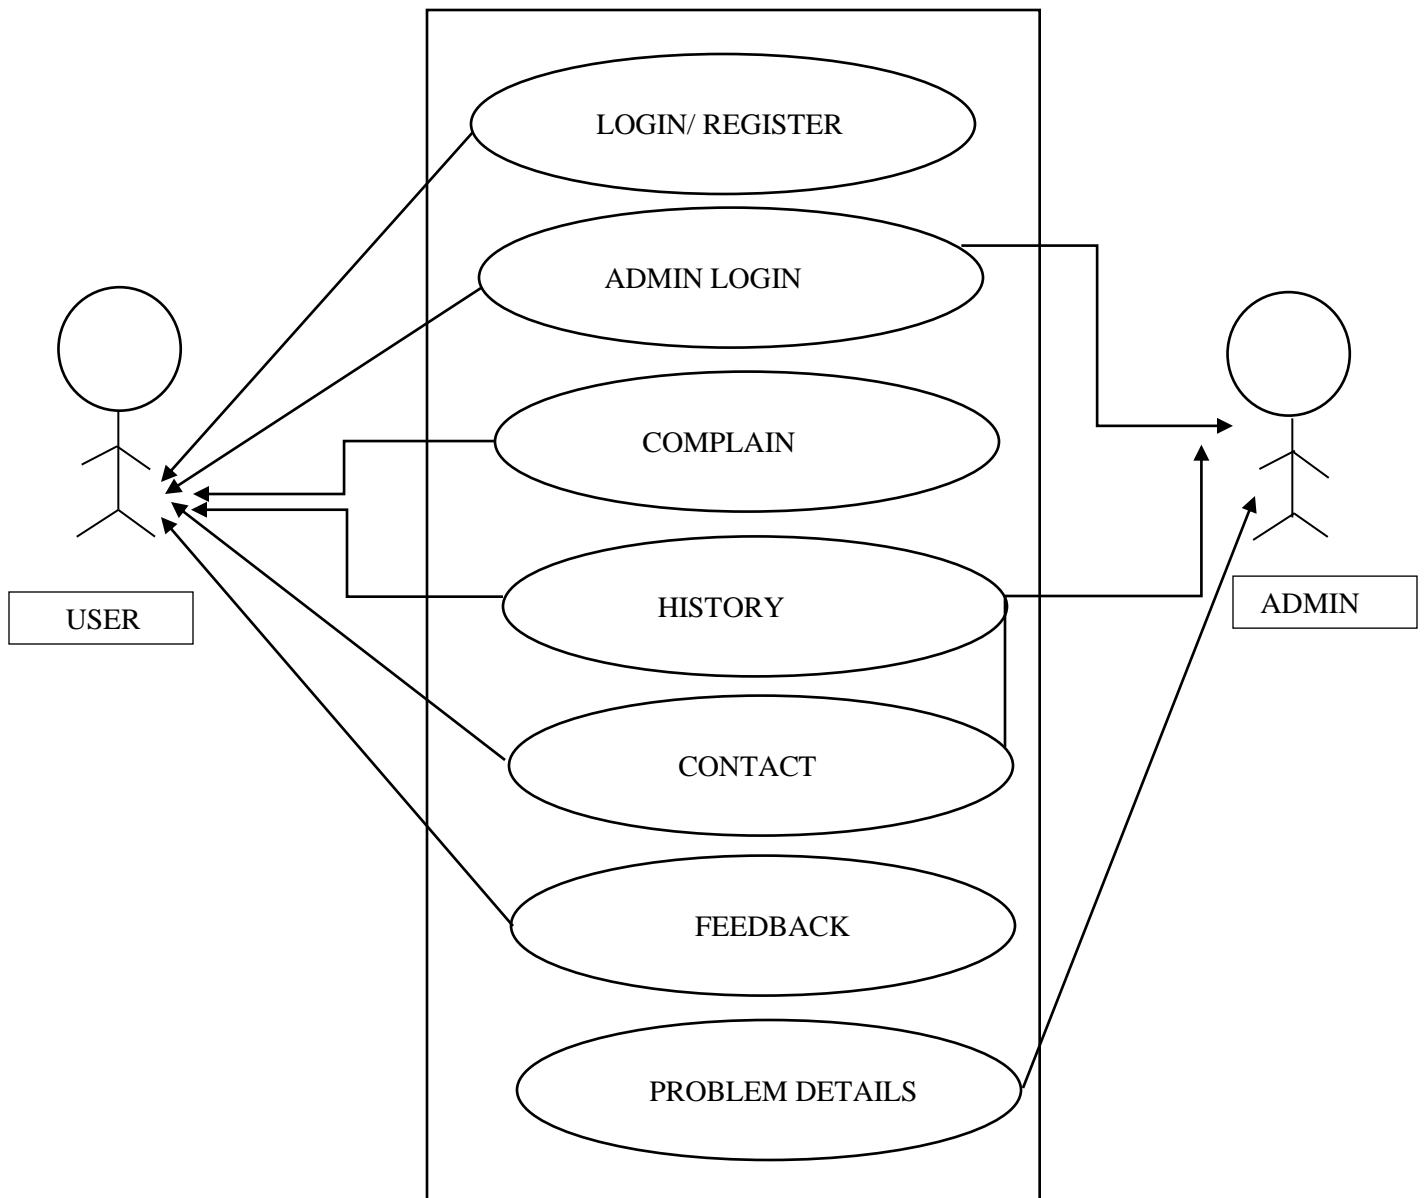 LOGIN/ REGISTER
ADMIN LOGIN
COMPLAIN
HISTORY
USER
ADMIN
CONTACT
FEEDBACK
PROBLEM DETAILS